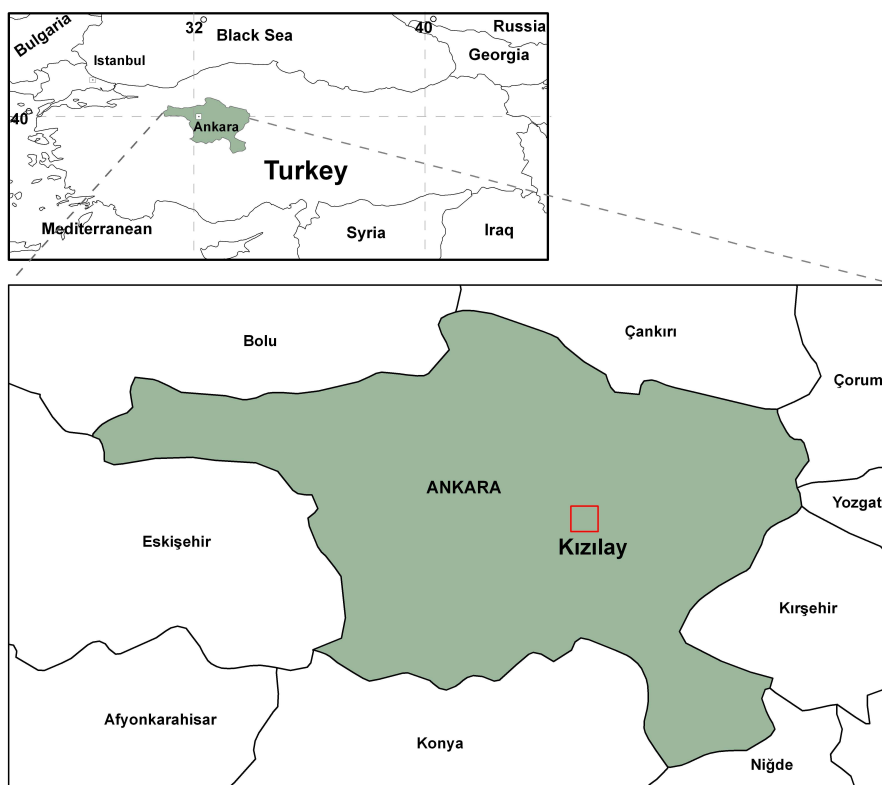 32°
40°
Russia
Bulgaria
Black Sea
Georgia
Istanbul
40°
Ankara
Turkey
Mediterranean
Syria
Iraq
Bolu
Çankırı
Çorum
ANKARA
Yozgat
Eskişehir
Kızılay
Kırşehir
Afyonkarahisar
Konya
Niğde